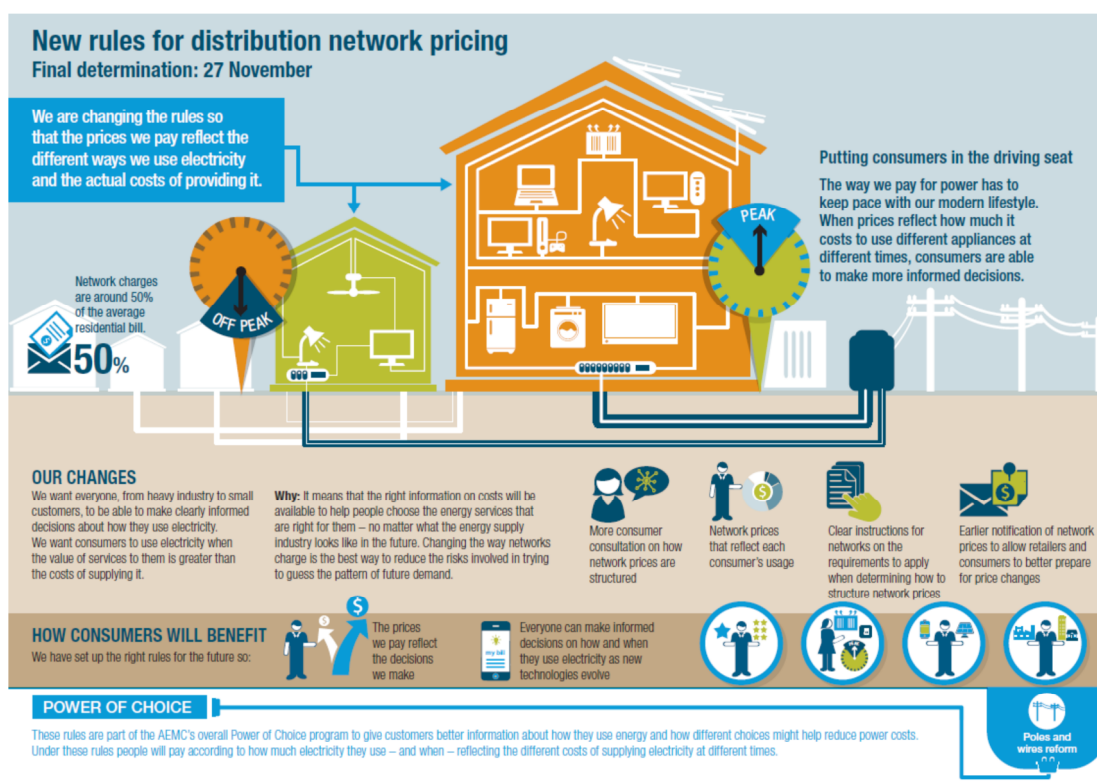 New rules for distribution network pricing
Final determination: 27 November
We are changing the rules so
that the prices we pay reflect the
different ways we use electricity
and the actual costs of providing it.
Putting consumers in the driving seat
The way we pay for power has to
keep pace with our modern lifestyle.
When prices reflect how much it
costs to use different appliances at
different times, consumers are able
to make more informed decisions.
PEAK
OFF PEAK
Network charges
are around 50%
of the average
residential bill.
50%
OUR CHANGES
We want everyone, from heavy industry to small
customers, to be able to make clearly informed
decisions about how they use electricity.
We want consumers to use electricity when
the value of services to them is greater than
the costs of supplying it.
Why: It means that the right information on costs will be
available to help people choose the energy services that
are right for them – no matter what the energy supply
industry looks like in the future. Changing the way networks
charge is the best way to reduce the risks involved in trying
to guess the pattern of future demand.
More consumer
consultation on how
network prices are
structured
$
Network prices
that reflect each
consumer's usage
Clear instructions for
networks on the
requirements to apply
when determining how to
structure network prices
$
Earlier notification of network
prices to allow retailers and
consumers to better prepare
for price changes
HOW CONSUMERS WILL BENEFIT
We have set up the right rules for the future so:
$
$
The prices
we pay reflect
the decisions
we make
my bill
Everyone can make informed
decisions on how and when
they use electricity as new
technologies evolve
POWER OF CHOICE
These rules are part of the AEMC's overall Power of Choice program to give customers better information about how they use energy and how different choices might help reduce power costs.
Under these rules people will pay according to how much electricity they use – and when – reflecting the different costs of supplying electricity at different times.
Poles and
wires reform